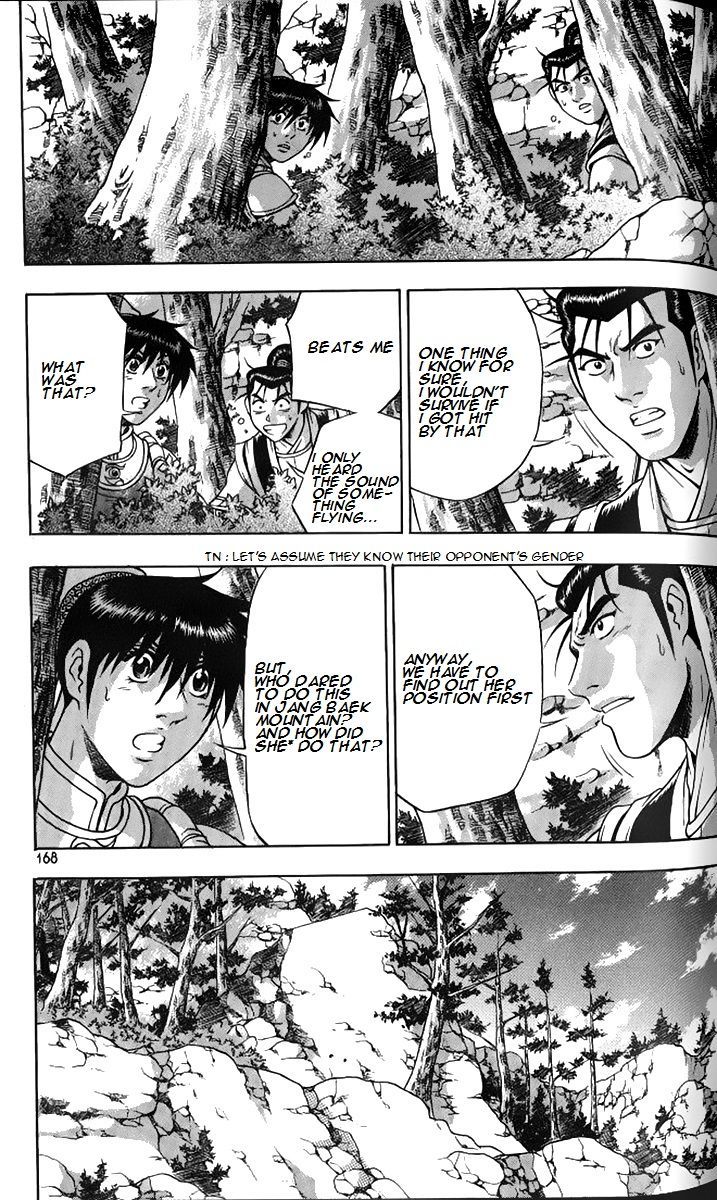 WHAT
WAS
THAT?
BEATS ME
I ONLY
HEARD
THE SOUND
OF SOME-
THING
FLYING...
ONE THING
I KNOW FOR
SURE,
I WOULDN'T
SURVIVE IF
I GOT HIT
BY THAT
TN : LET'S ASSUME THEY KNOW THEIR OPPONENT'S GENDER
BUT,
WHO DARED
TO DO THIS
IN JANG BAEK
MOUNTAIN?
AND HOW DID
SHE* DO THAT?
ANYWAY,
WE HAVE TO
FIND OUT HER
POSITION FIRST
168